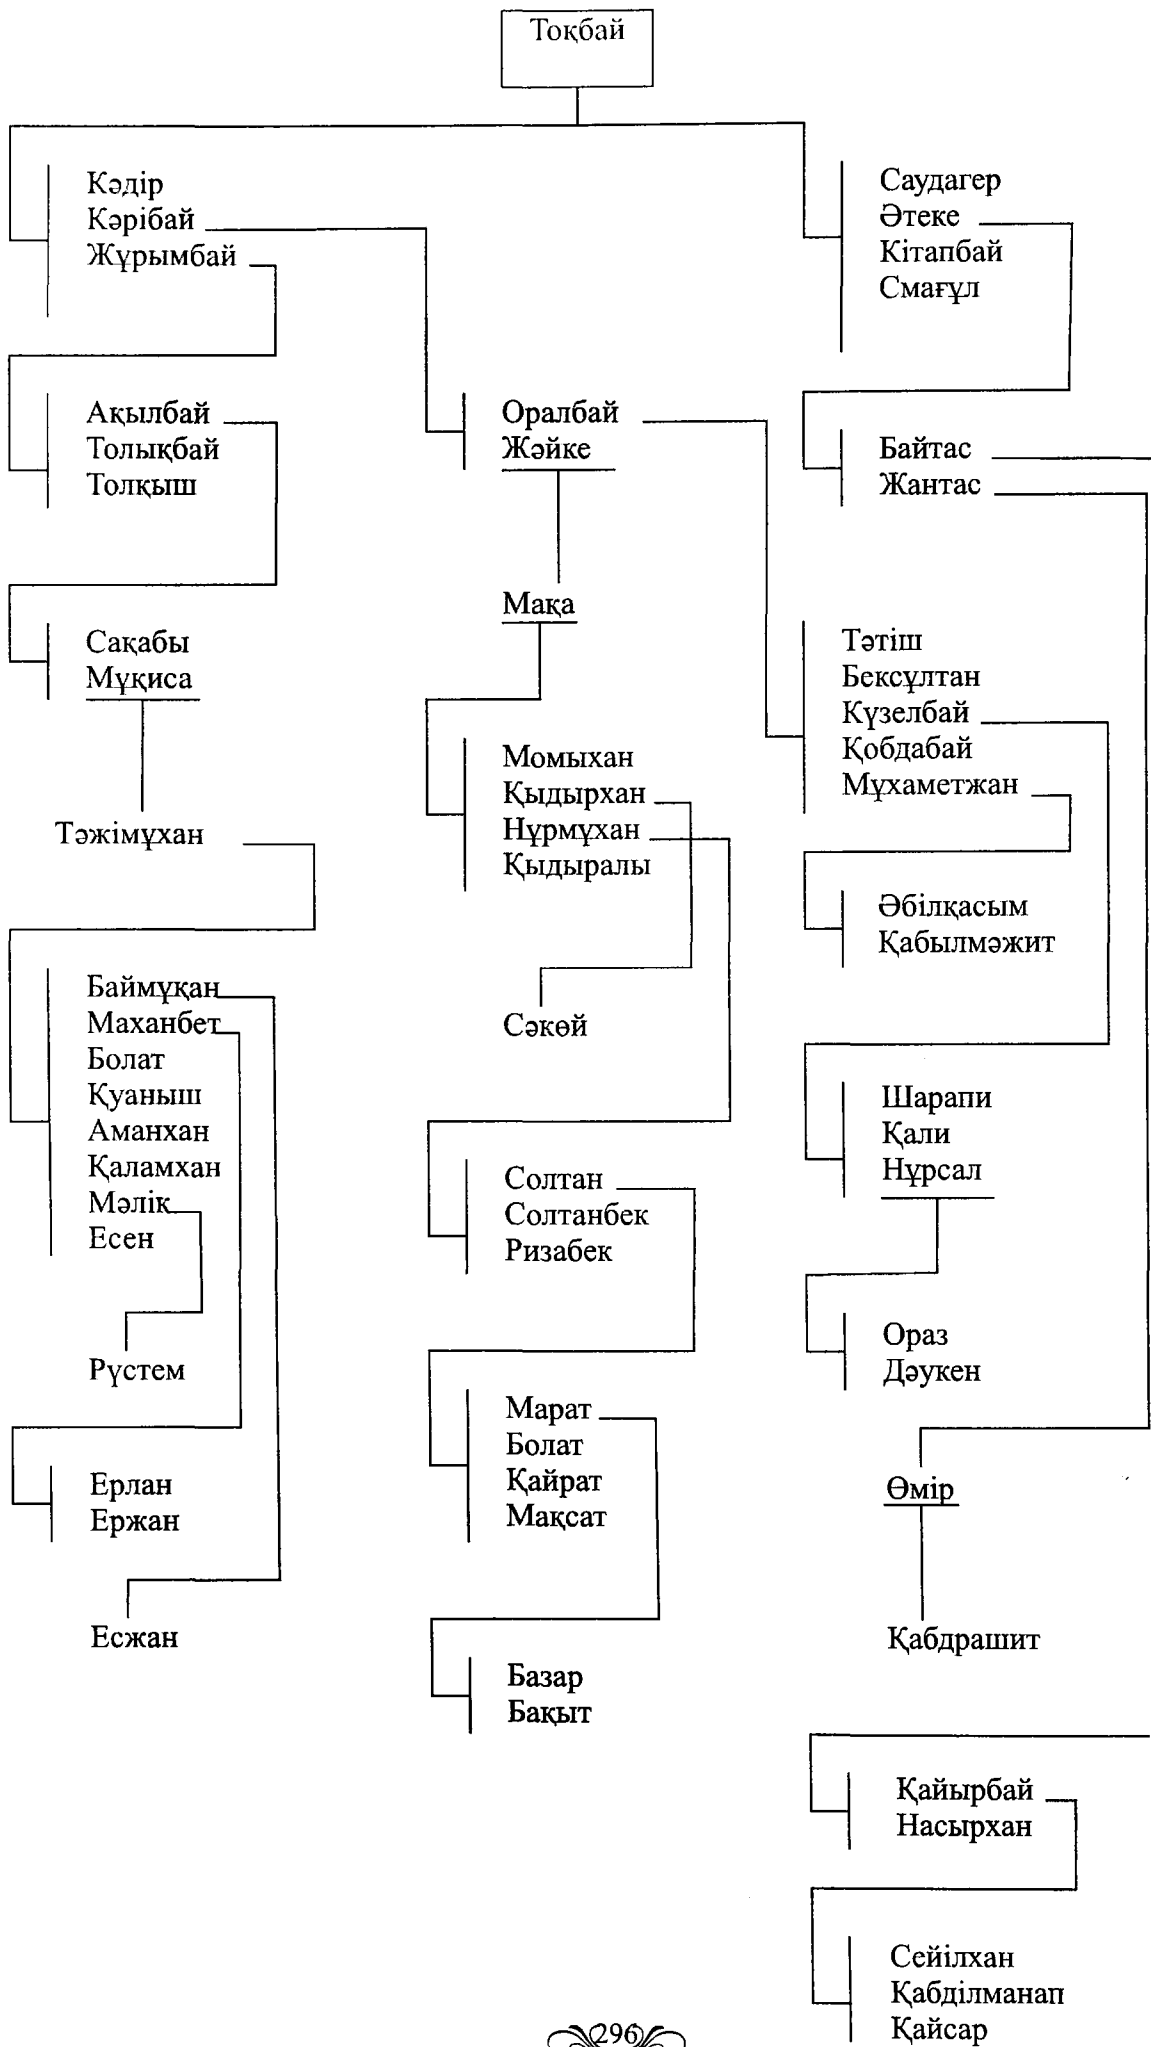 Тоқбай
Кәдір
Кәрібай
Жұрымбай
Саудагер
Әтеке
Кітапбай
Смағұл
Ақылбай
Толықбай
Толқыш
Оралбай
Жәйке
Байтас
Жантас
Сақабы
Мұқиса
Мақа
Тәтіш
Бексұлтан
Күзелбай
Қобдабай
Мұхаметжан
Тәжімұхан
Момыхан
Қыдырхан
Нұрмұхан
Қыдыралы
Әбілқасым
Қабылмәжит
Баймұқан
Маханбет
Болат
Қуаныш
Аманхан
Қаламхан
Мәлік
Есен
Сәкөй
Шарапи
Қали
Нұрсал
Солтан
Солтанбек
Ризабек
Ораз
Дәукен
Рүстем
Марат
Болат
Қайрат
Мақсат
Ерлан
Ержан
Өмір
Есжан
Қабдрашит
Базар
Бақыт
Қайырбай
Насырхан
Сейілхан
Қабділманап
Қайсар
296